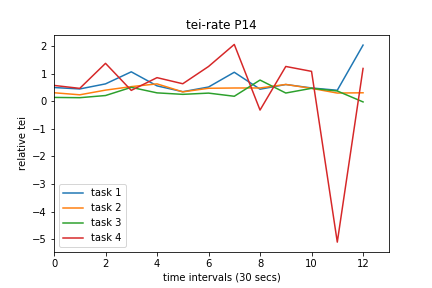 tei-rate P14
relative tei
2
1
0
−1
−2
−3
−4
−5
task 1
task 2
task 3
task 4
0 2 4 6 8 10 12
time intervals (30 secs)